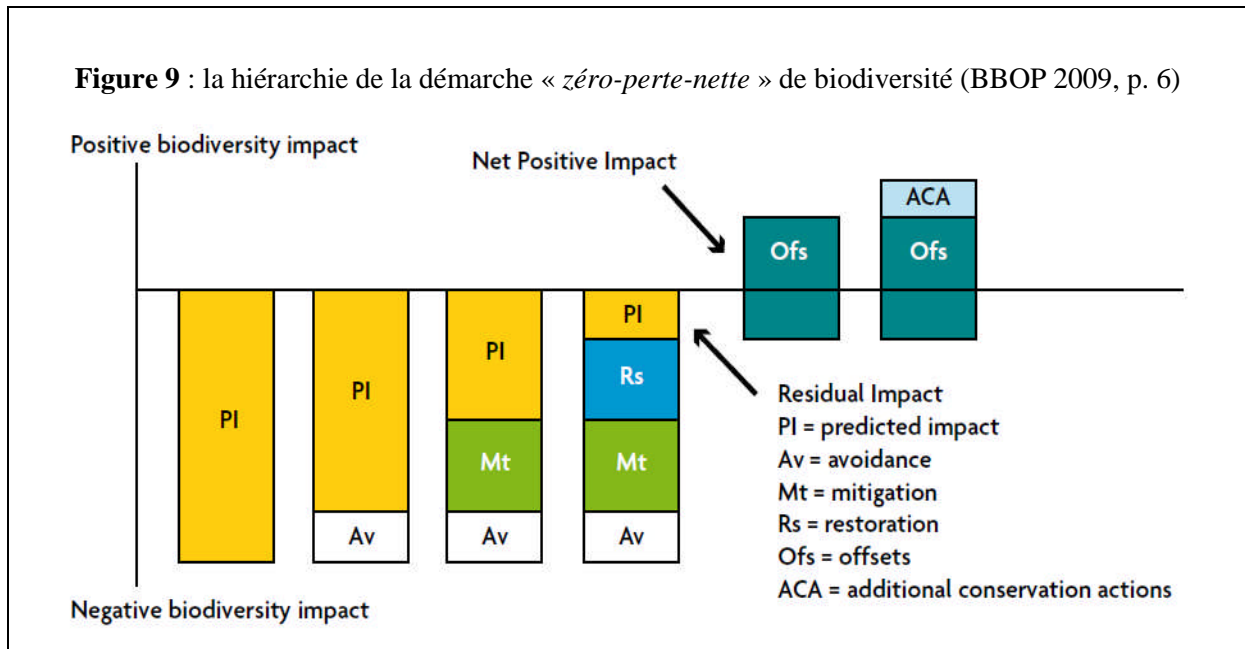 Figure 9 : la hiérarchie de la démarche « zéro-perte-nette » de biodiversité (BBOP 2009, p. 6)
Positive biodiversity impact
Net Positive Impact
ACA
Ofs
Ofs
PI
PI
PI
PI
Rs
Mt
Mt
Av
Av
Av
Residual Impact
PI = predicted impact
Av = avoidance
Mt = mitigation
Rs = restoration
Ofs = offsets
ACA = additional conservation actions
Negative biodiversity impact